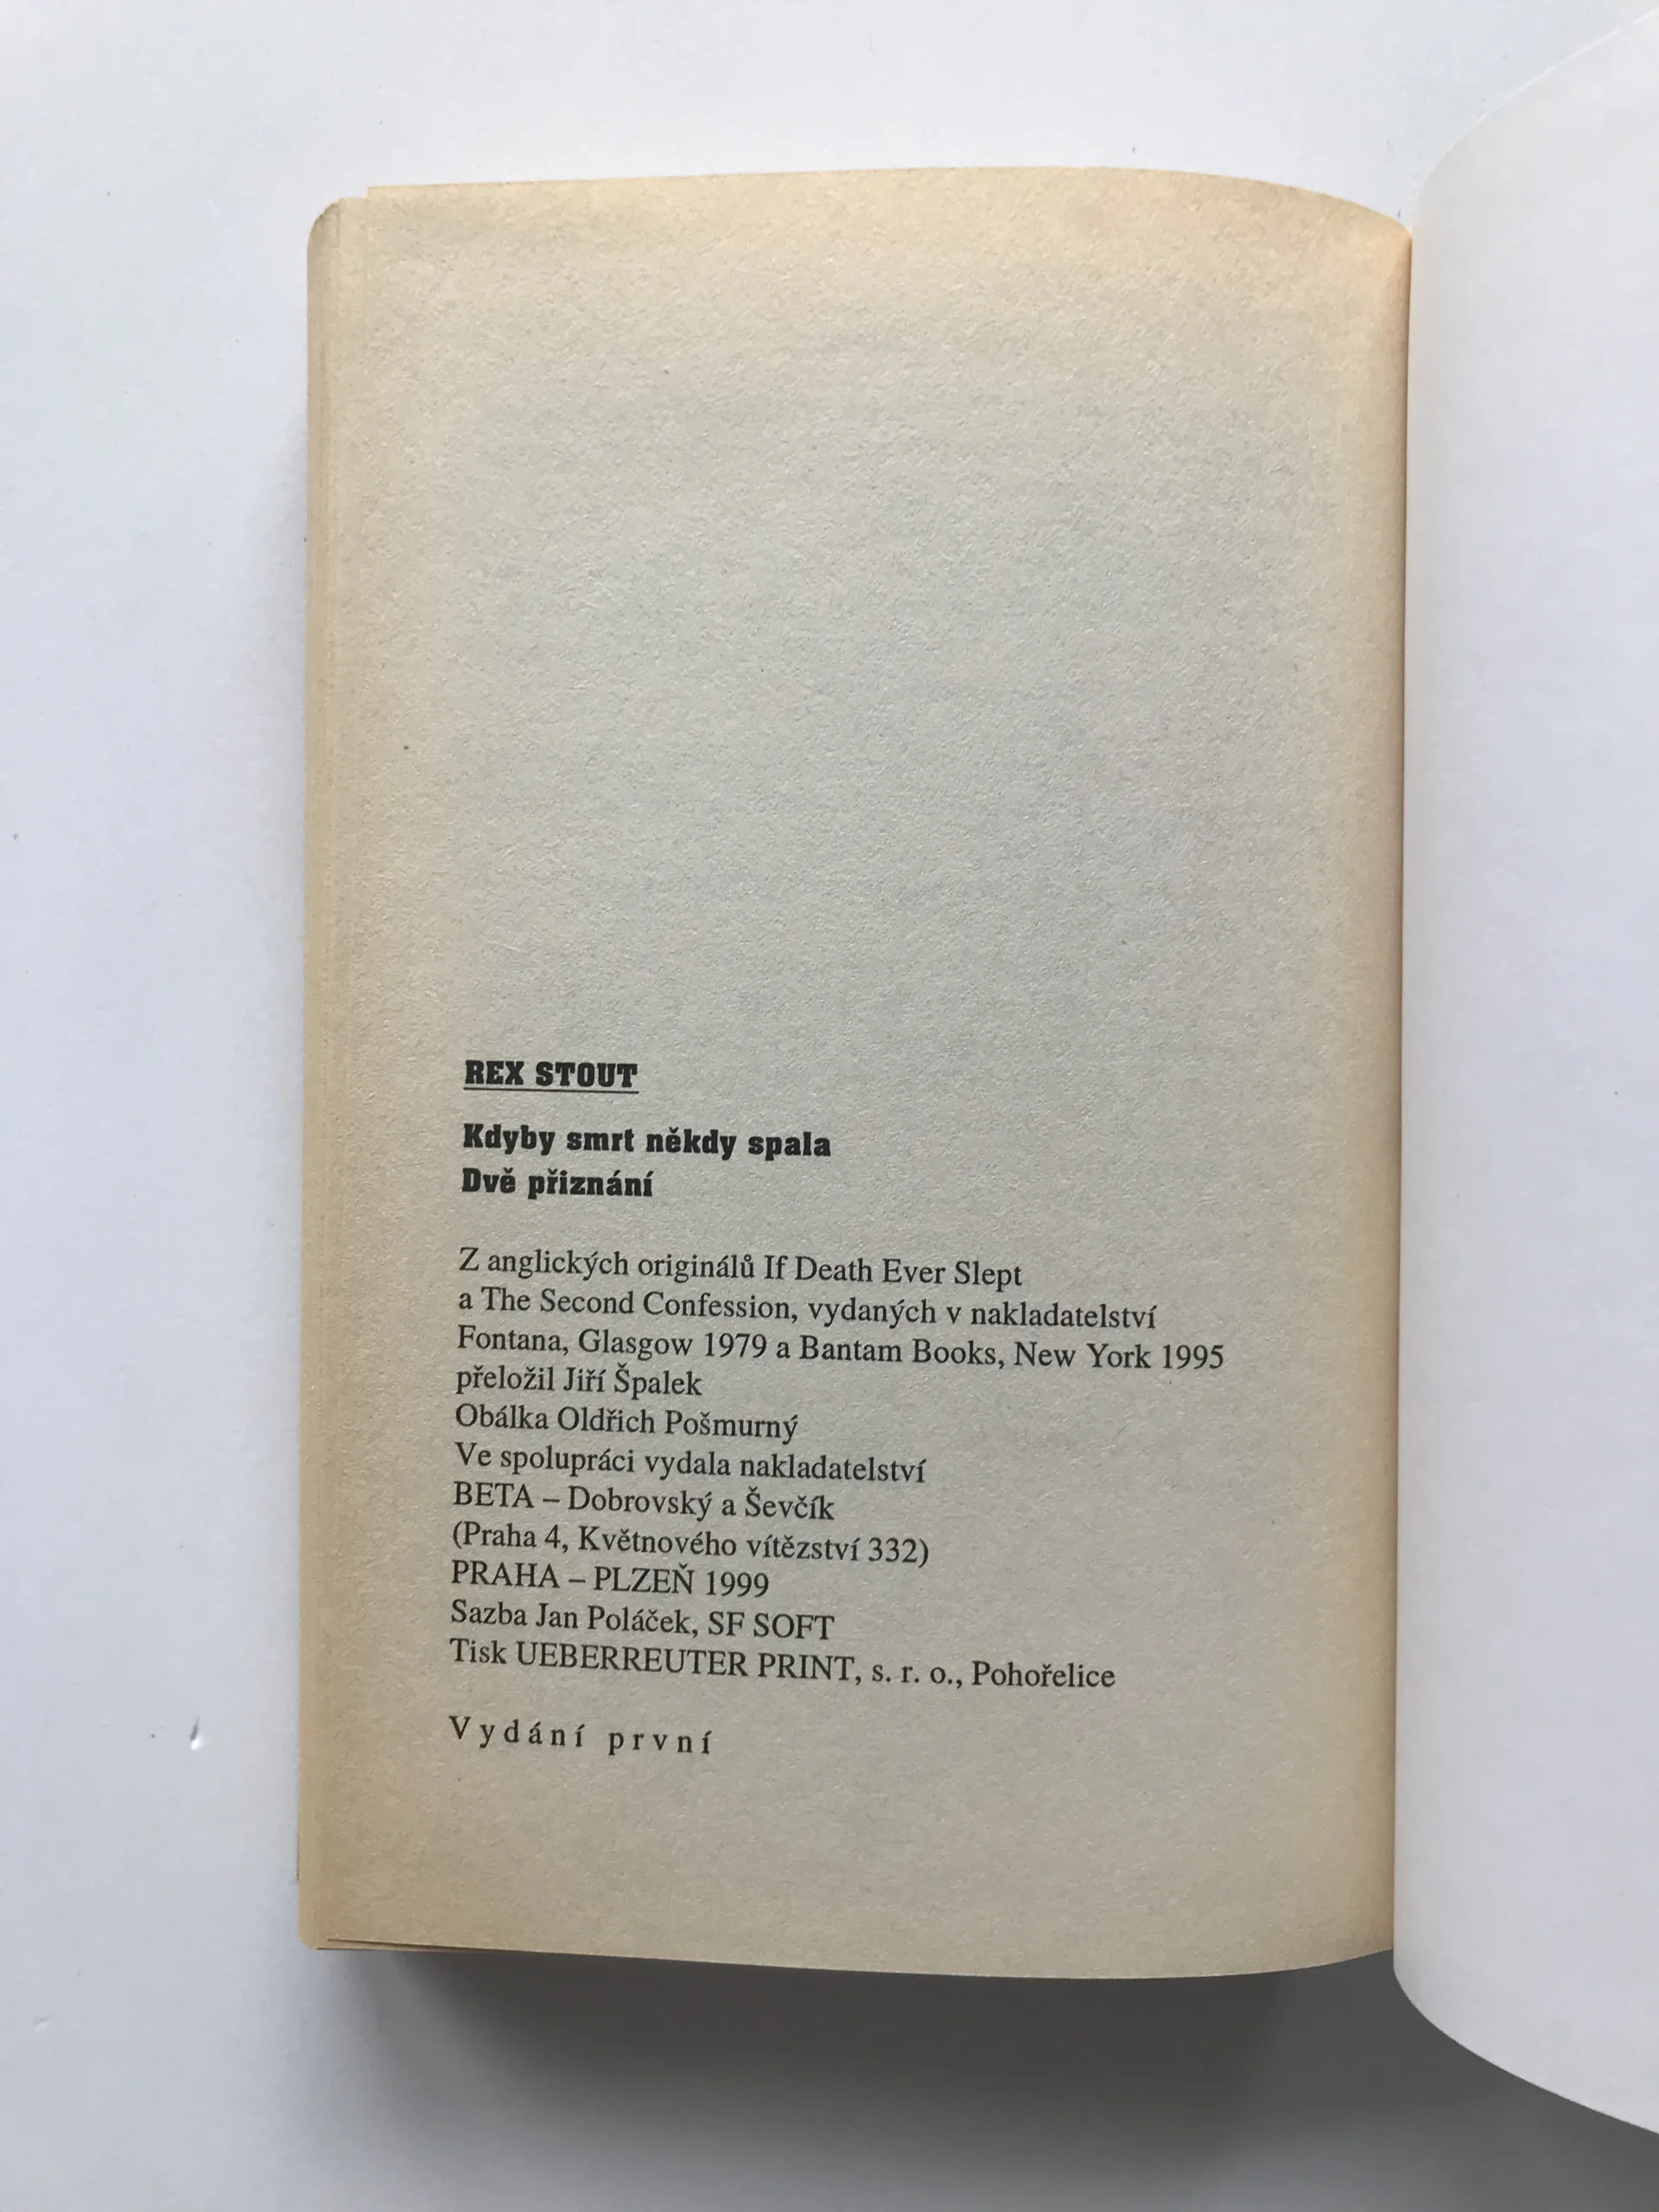 REX STOUT
Kdyby smrt někdy spala
Dvě přiznání
Z anglických originálů If Death Ever Slept
a The Second Confession, vydaných v nakladatelství
Fontana, Glasgow 1979 a Bantam Books, New York 1995
přeložil Jiří Špalek
Obálka Oldřich Pošmurný
Ve spolupráci vydala nakladatelství
BETA – Dobrovský a Ševčík
(Praha 4, Květnového vítězství 332)
PRAHA – PLZEŇ 1999
Sazba Jan Poláček, SF SOFT
Tisk UEBERREUTER PRINT, s. r. o., Pohořelice
Vydání první